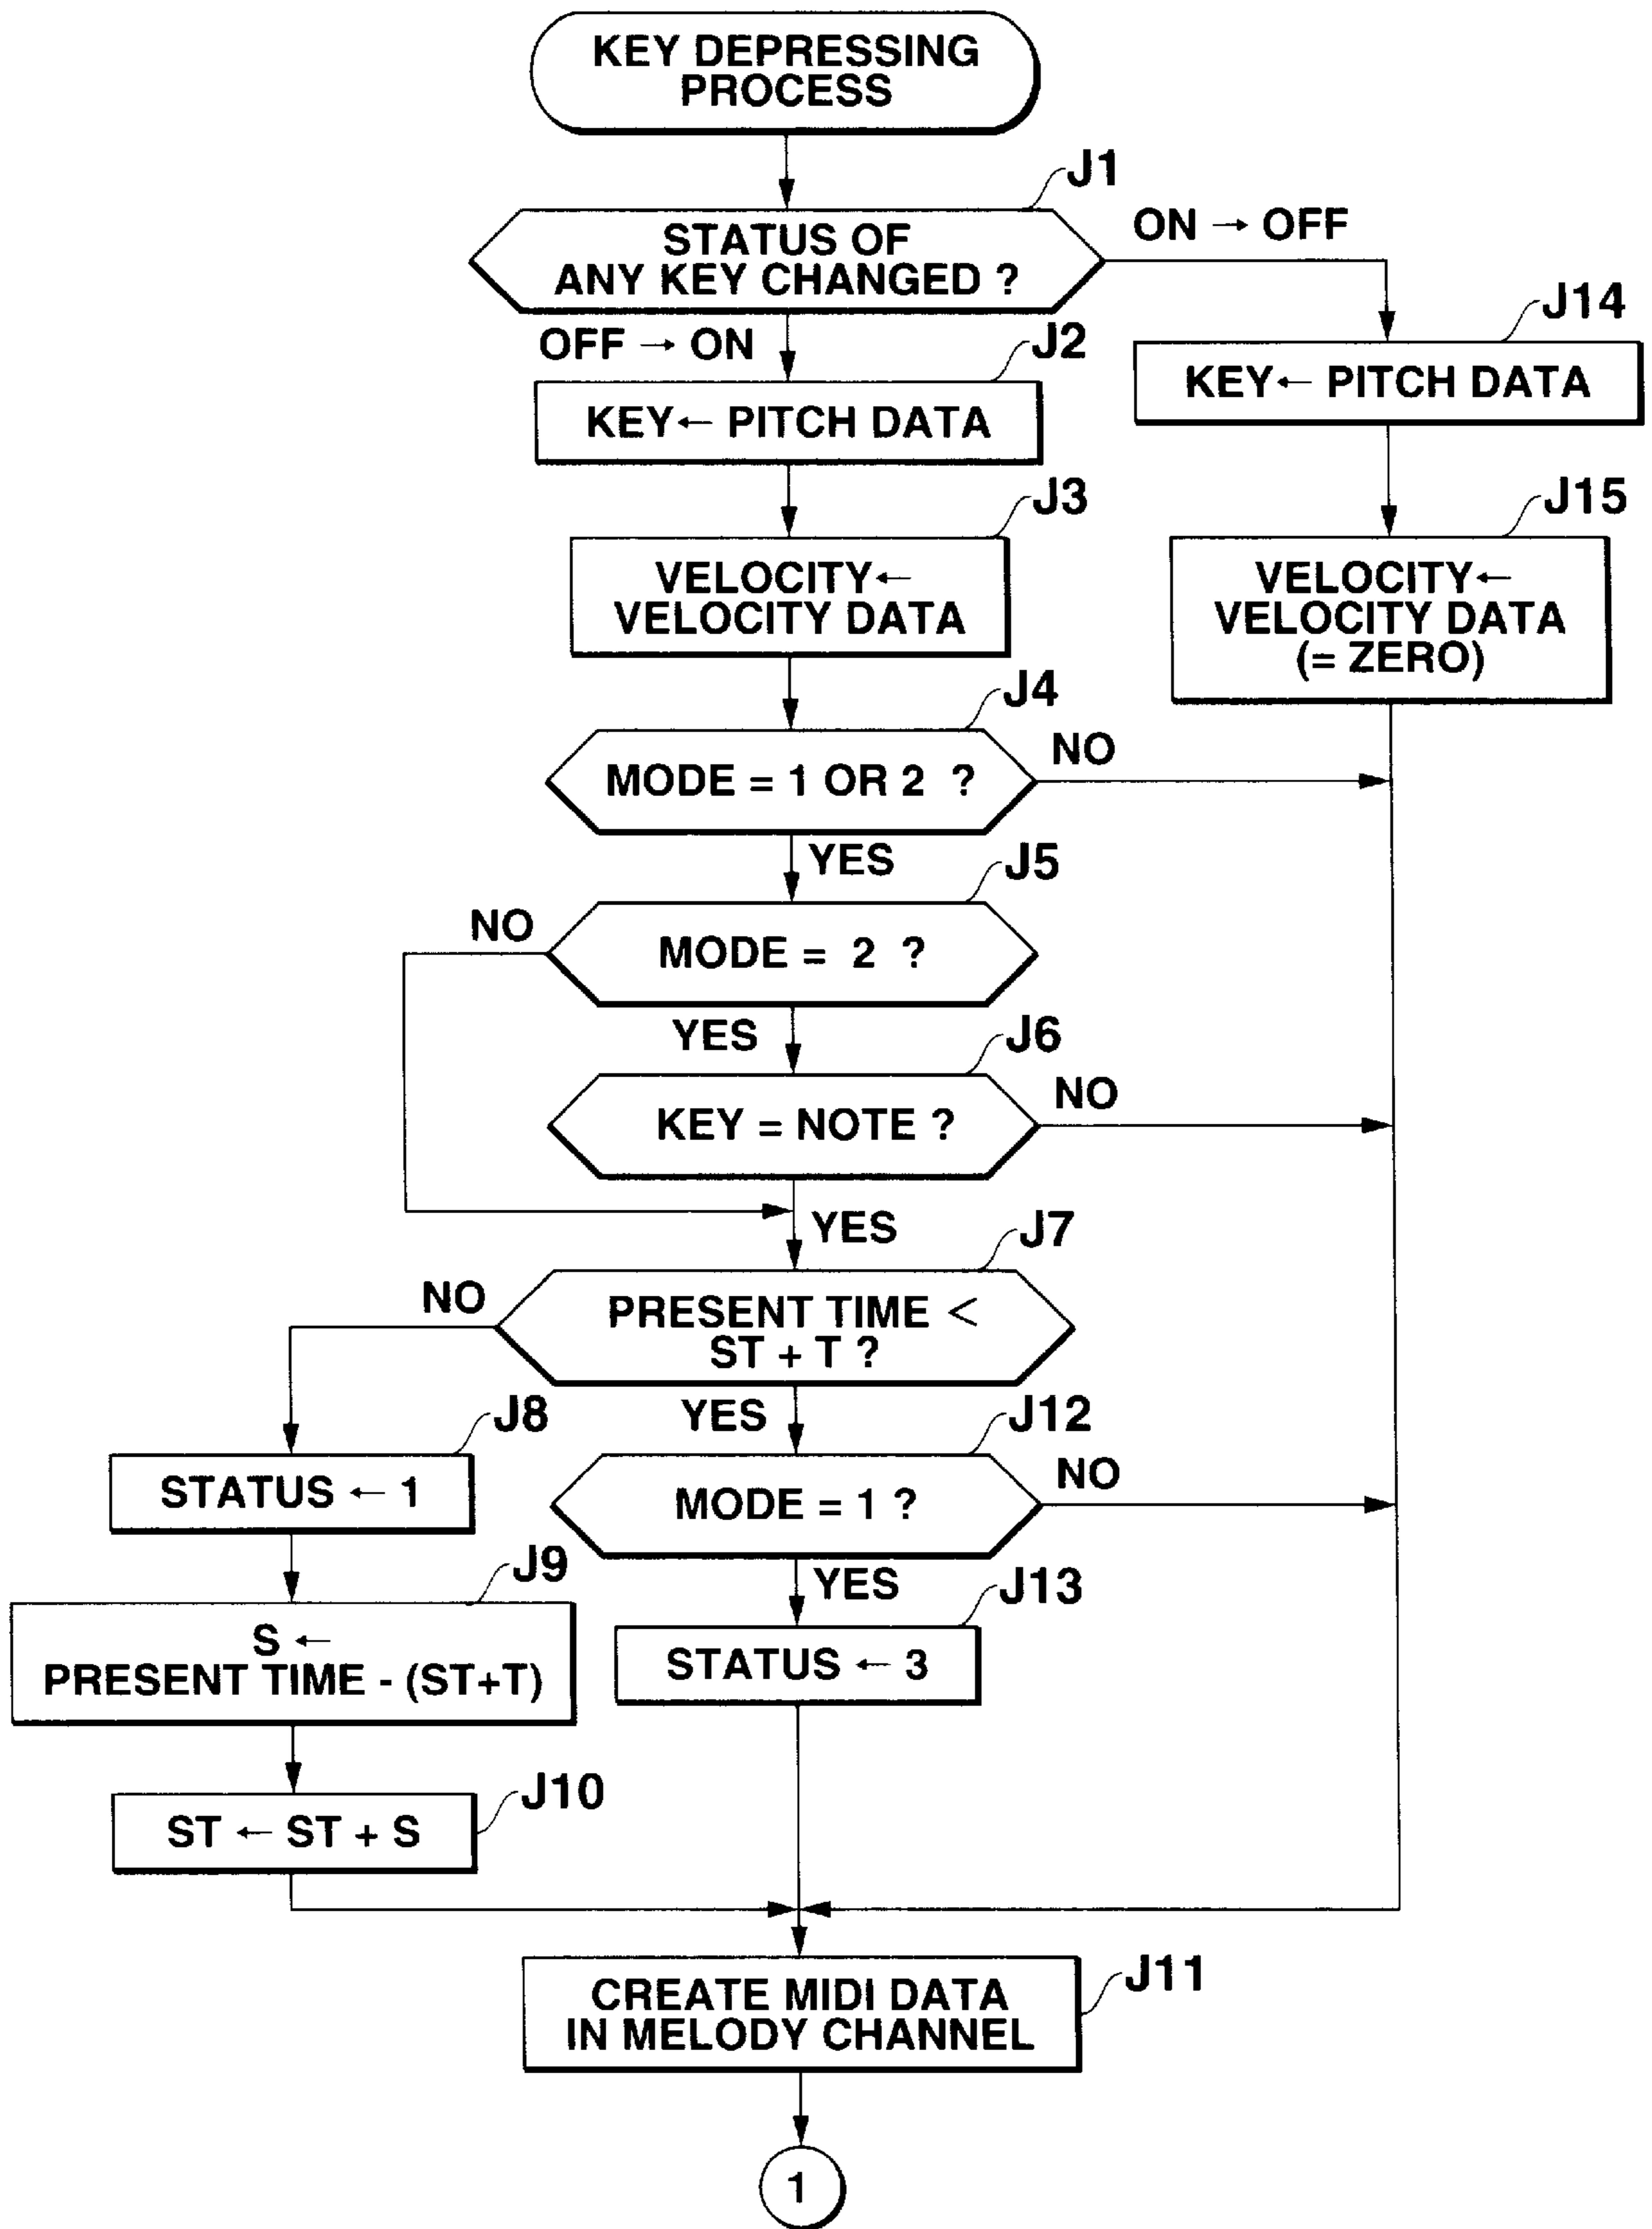 KEY DEPRESSING
PROCESS
J1
STATUS OF
ANY KEY CHANGED ?
ON → OFF
OFF → ON
J2
KEY← PITCH DATA
J14
KEY← PITCH DATA
J3
VELOCITY←
VELOCITY DATA
J15
VELOCITY←
VELOCITY DATA
(= ZERO)
J4
MODE = 1 OR 2 ?
NO
YES
J5
MODE = 2 ?
NO
YES
J6
KEY = NOTE ?
NO
YES
J7
PRESENT TIME <
ST + T ?
NO
YES
J8
STATUS ← 1
J12
MODE = 1 ?
NO
YES
J9
S ←
PRESENT TIME - (ST+T)
J13
STATUS ← 3
J10
ST ← ST + S
J11
CREATE MIDI DATA
IN MELODY CHANNEL
1